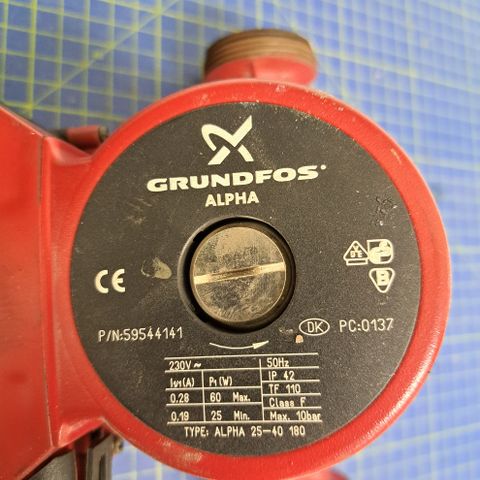 GRUNDFOS®
ALPHA
CE
B
P/N:59544141
DK PC:0137
230V ~ 50Hz
I1/1(A) P1(W) IP 42
TF 110
0.28 60 Max. Class F
0.19 25 Min. Max. 10bar
TYPE: ALPHA 25-40 180